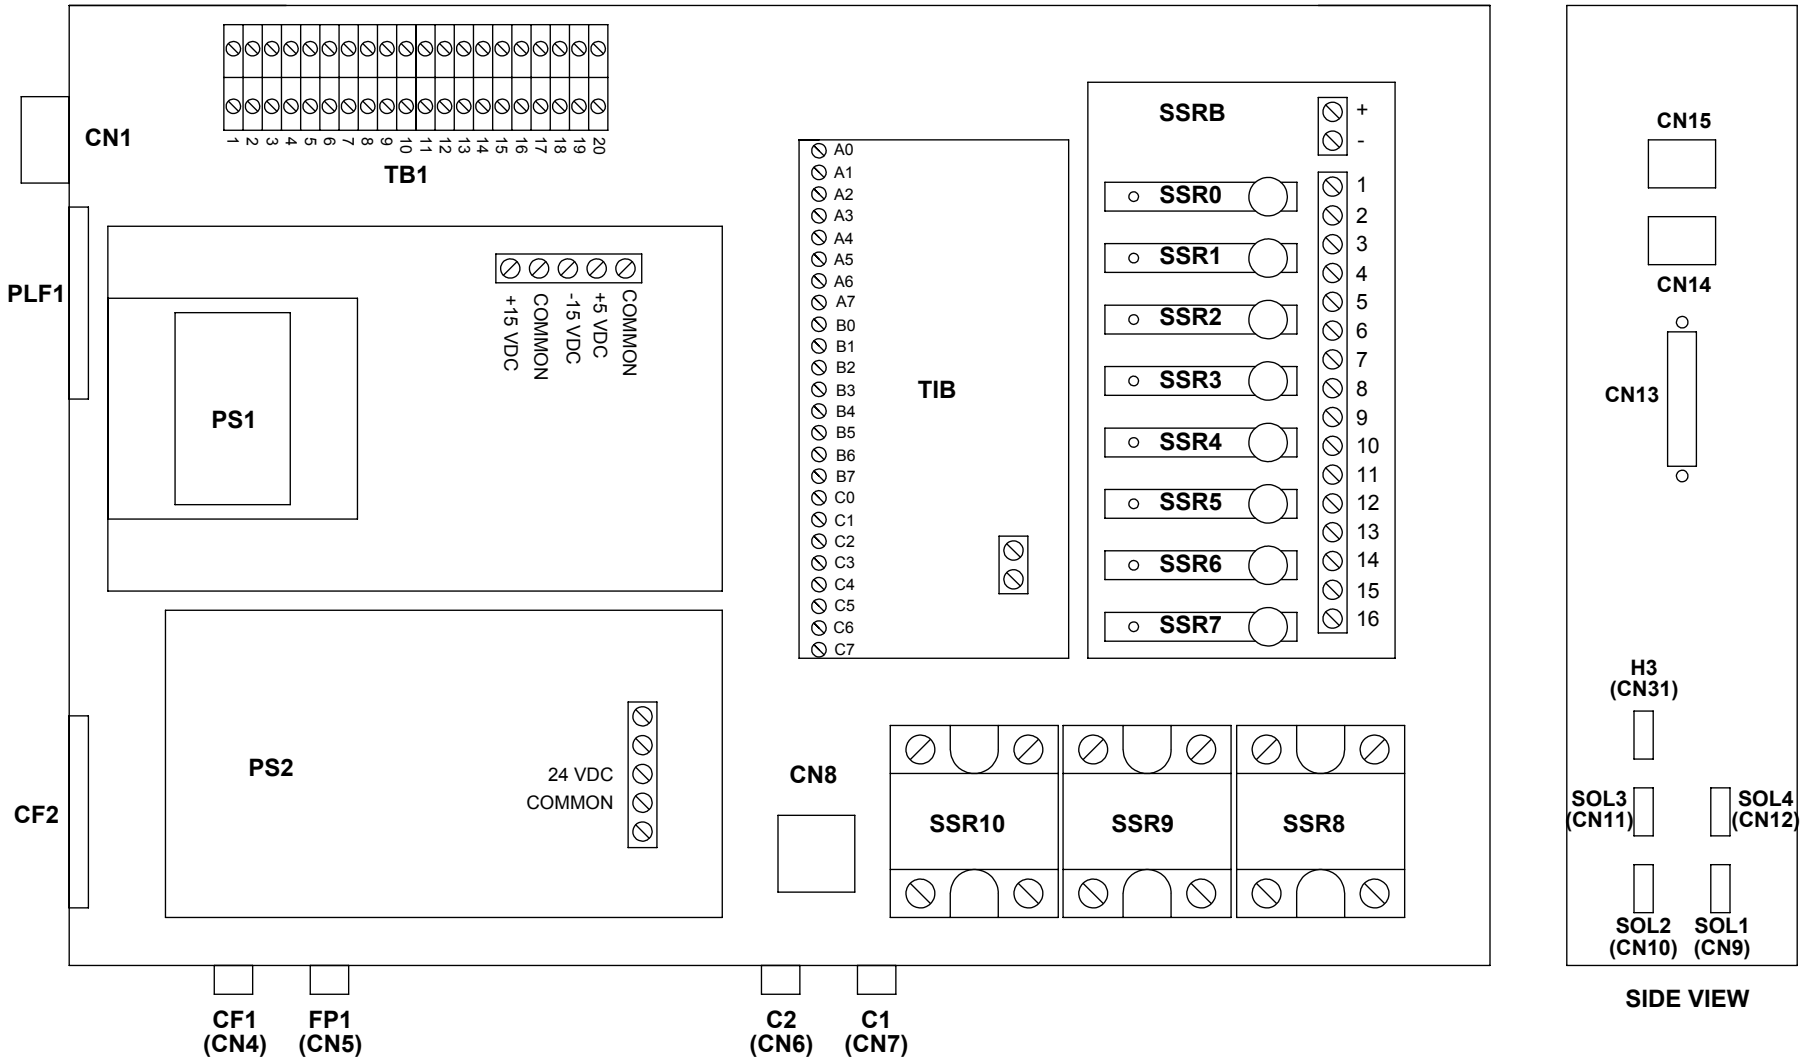 CN1
1 2 3 4 5 6 7 8 9 10 11 12 13 14 15 16 17 18 19 20
TB1
PLF1
+15 VDC
COMMON
-15 VDC
+5 VDC
COMMON
PS1
PS2
24 VDC
COMMON
CF2
A0
A1
A2
A3
A4
A5
A6
A7
B0
B1
B2
B3
B4
B5
B6
B7
C0
C1
C2
C3
C4
C5
C6
C7
TIB
SSRB
+
-
SSR0
SSR1
SSR2
SSR3
SSR4
SSR5
SSR6
SSR7
1
2
3
4
5
6
7
8
9
10
11
12
13
14
15
16
CN8
SSR10
SSR9
SSR8
CF1
(CN4)
FP1
(CN5)
C2
(CN6)
C1
(CN7)
CN15
CN14
CN13
H3
(CN31)
SOL3
(CN11)
SOL4
(CN12)
SOL2
(CN10)
SOL1
(CN9)
SIDE VIEW